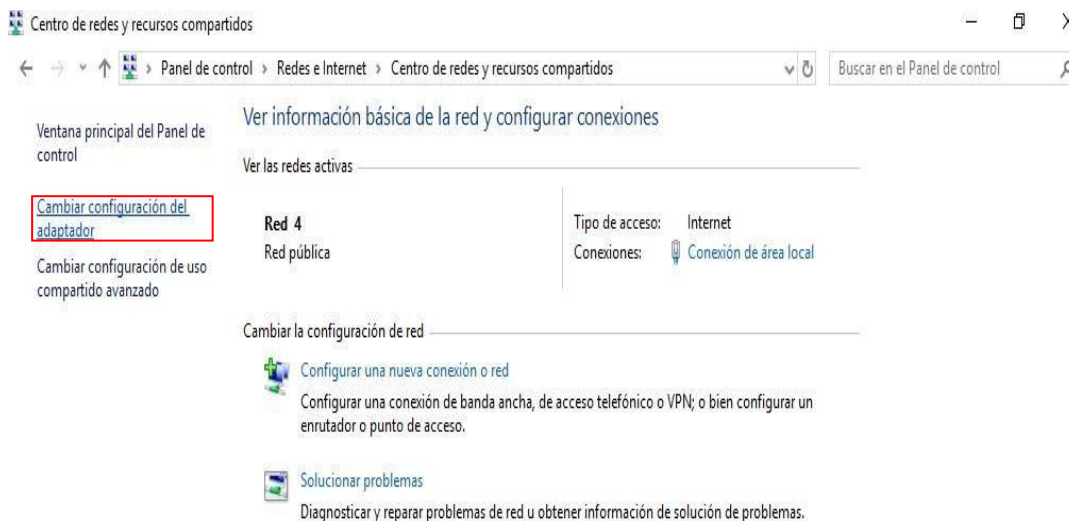 Centro de redes y recursos compartidos
Panel de control > Redes e Internet > Centro de redes y recursos compartidos
Buscar en el Panel de control
Ventana principal del Panel de
control
Cambiar configuración del
adaptador
Cambiar configuración de uso
compartido avanzado
Ver información básica de la red y configurar conexiones
Ver las redes activas
Red 4
Red pública
Tipo de acceso: Internet
Conexiones: Conexión de área local
Cambiar la configuración de red
Configurar una nueva conexión o red
Configurar una conexión de banda ancha, de acceso telefónico o VPN; o bien configurar un
enrutador o punto de acceso.
Solucionar problemas
Diagnosticar y reparar problemas de red u obtener información de solución de problemas.